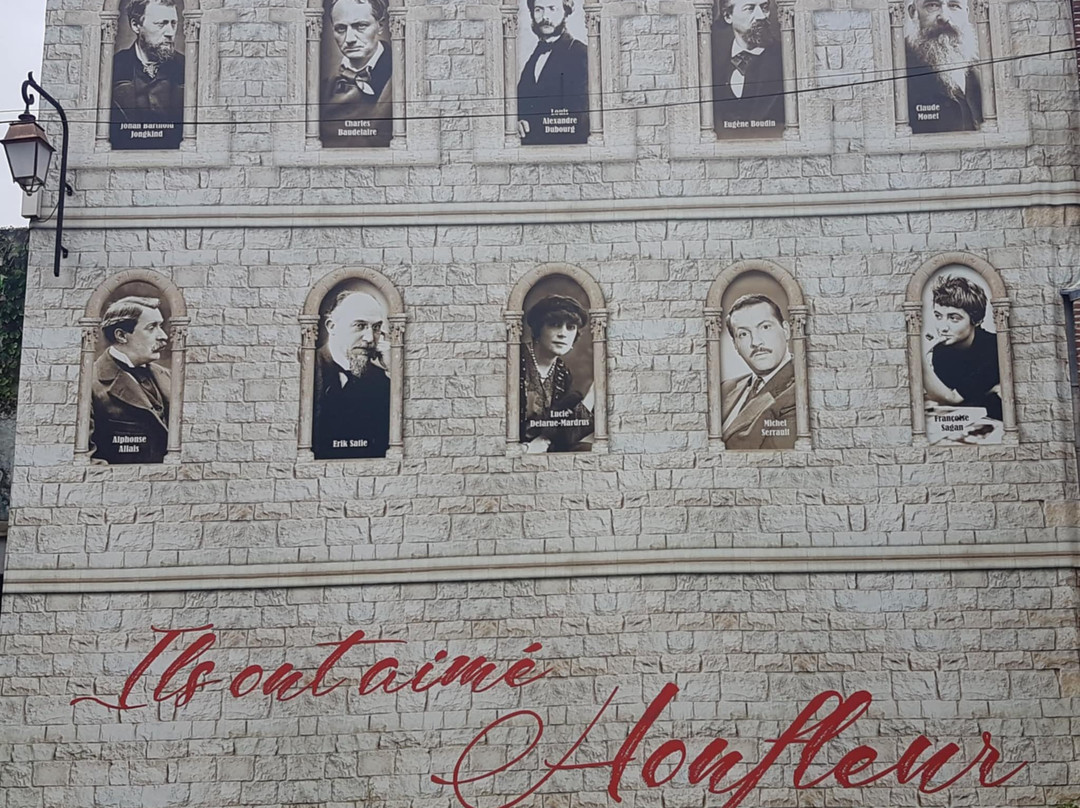 Johan Barthold
Jongkind
Charles
Baudelaire
Louis
Alexandre
Dubourg
Eugène Boudin
Claude
Monet
Alphonse
Allais
Erik Satie
Lucie
Delarue-Mardrus
Michel
Serrault
Françoise
Sagan
Ils ont aimé
Honfleur